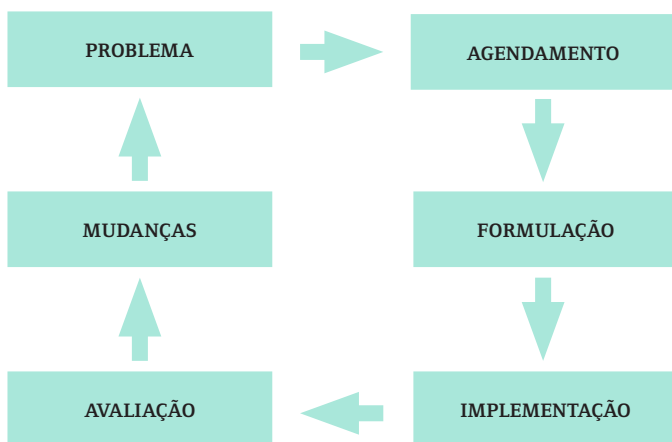 PROBLEMA
AGENDAMENTO
MUDANÇAS
FORMULAÇÃO
AVALIAÇÃO
IMPLEMENTAÇÃO